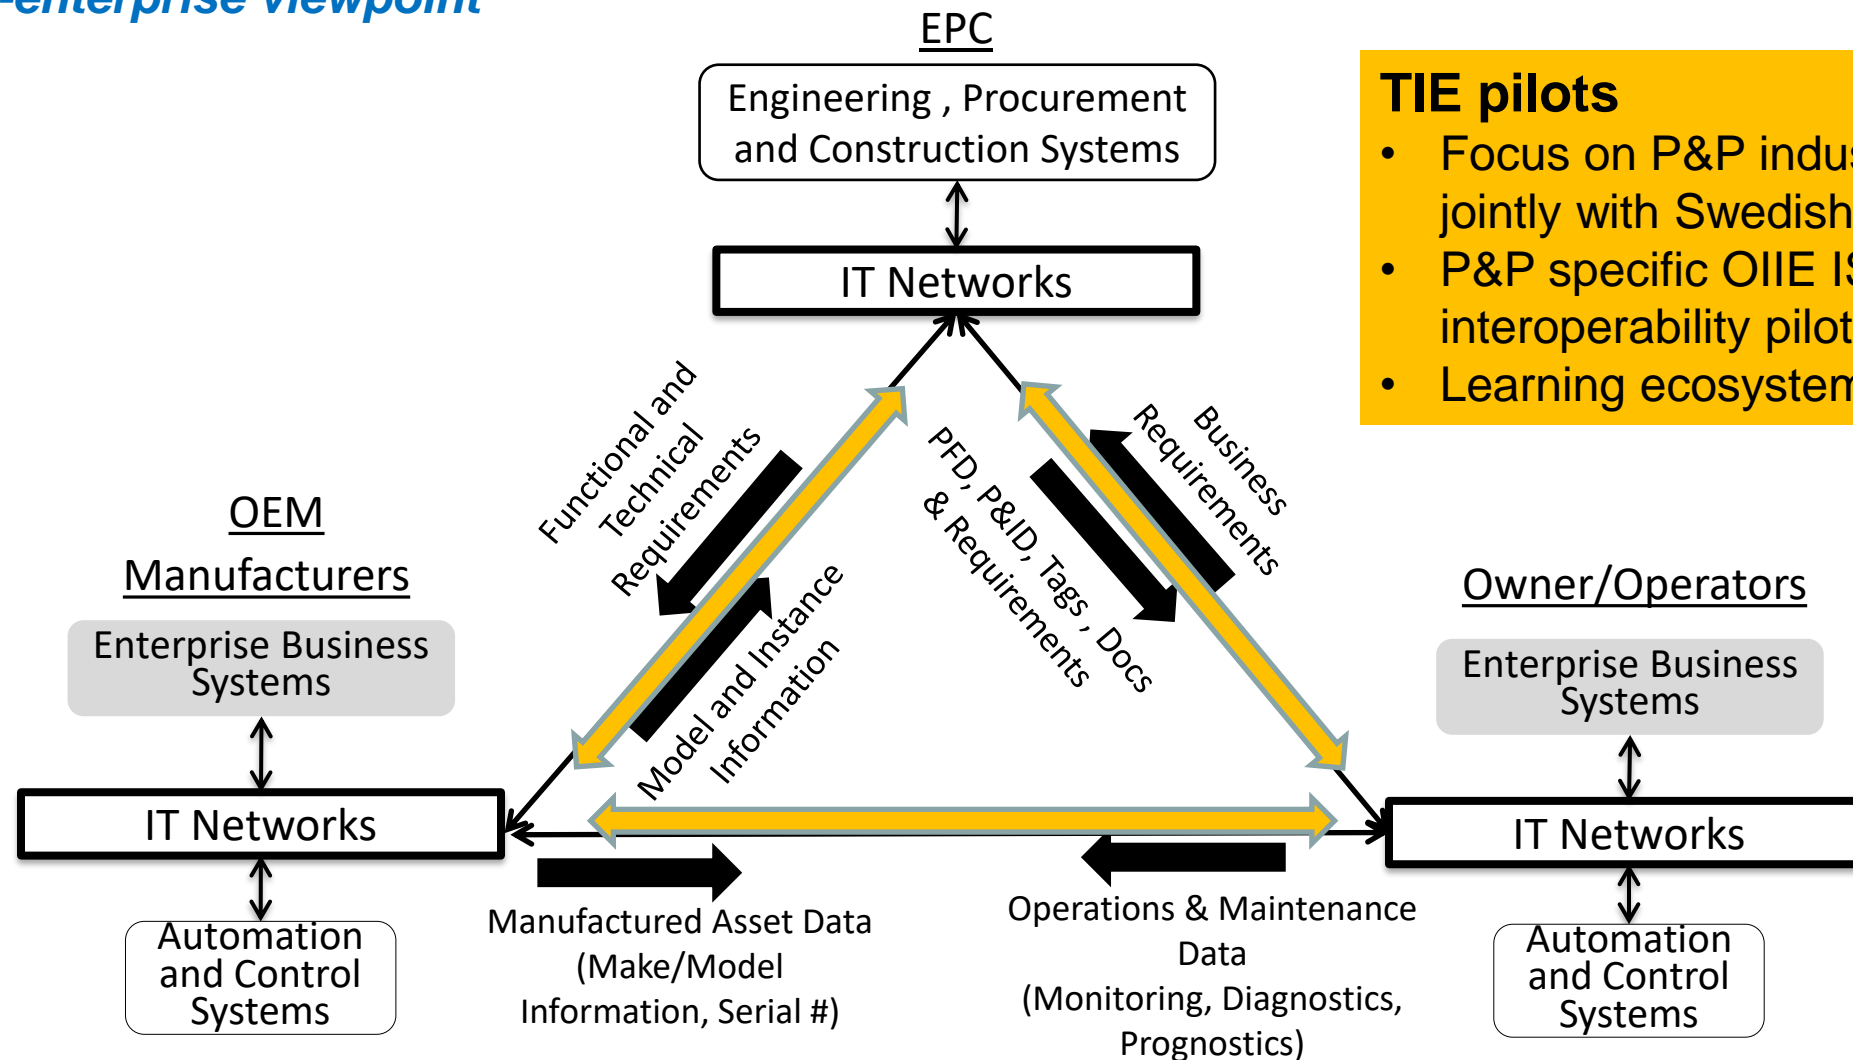 -enterprise viewpoint
EPC
Engineering , Procurement
and Construction Systems
IT Networks
TIE pilots
• Focus on P&P indus
jointly with Swedish
• P&P specific OIIE IS
interoperability pilot
• Learning ecosystem
Functional and
Technical
Requirements
Model and Instance
Information
PFD, P&ID, Tags , Docs
& Requirements
Business
Requirements
OEM
Manufacturers
Enterprise Business
Systems
IT Networks
Automation
and Control
Systems
Manufactured Asset Data
(Make/Model
Information, Serial #)
Operations & Maintenance
Data
(Monitoring, Diagnostics,
Prognostics)
Owner/Operators
Enterprise Business
Systems
IT Networks
Automation
and Control
Systems